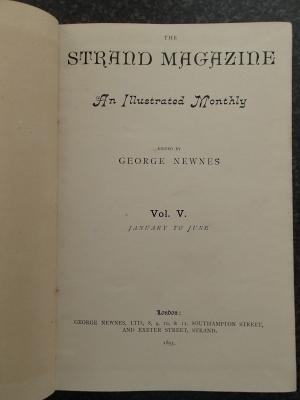 THE
STRAND MAGAZINE
An Illustrated Monthly
EDITED BY
GEORGE NEWNES
Vol. V.
JANUARY TO JUNE
London:
GEORGE NEWNES, LTD., 8, 9, 10, & 11, SOUTHAMPTON STREET,
AND EXETER STREET, STRAND.
1893.